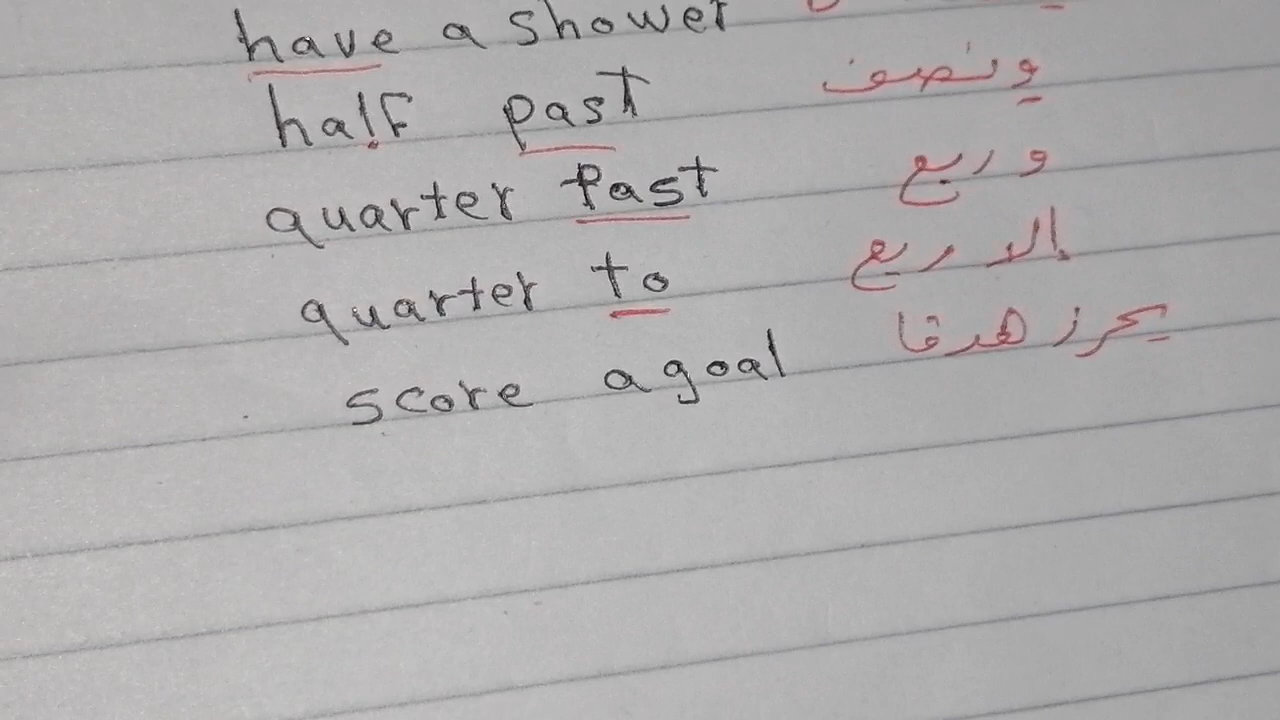 have a shower
half past ونصف
quarter past وربع
quarter to إلا ربع
score a goal يحرز هدفا